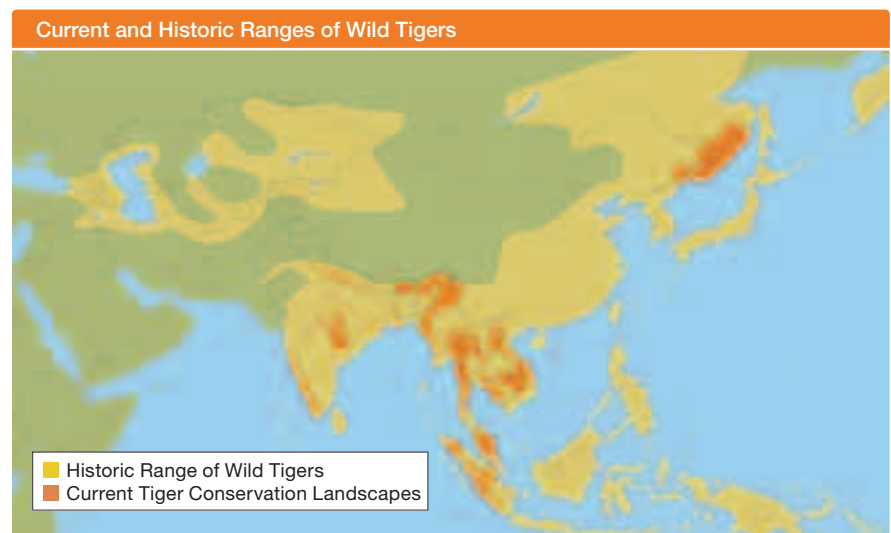 Current and Historic Ranges of Wild Tigers
Historic Range of Wild Tigers
Current Tiger Conservation Landscapes